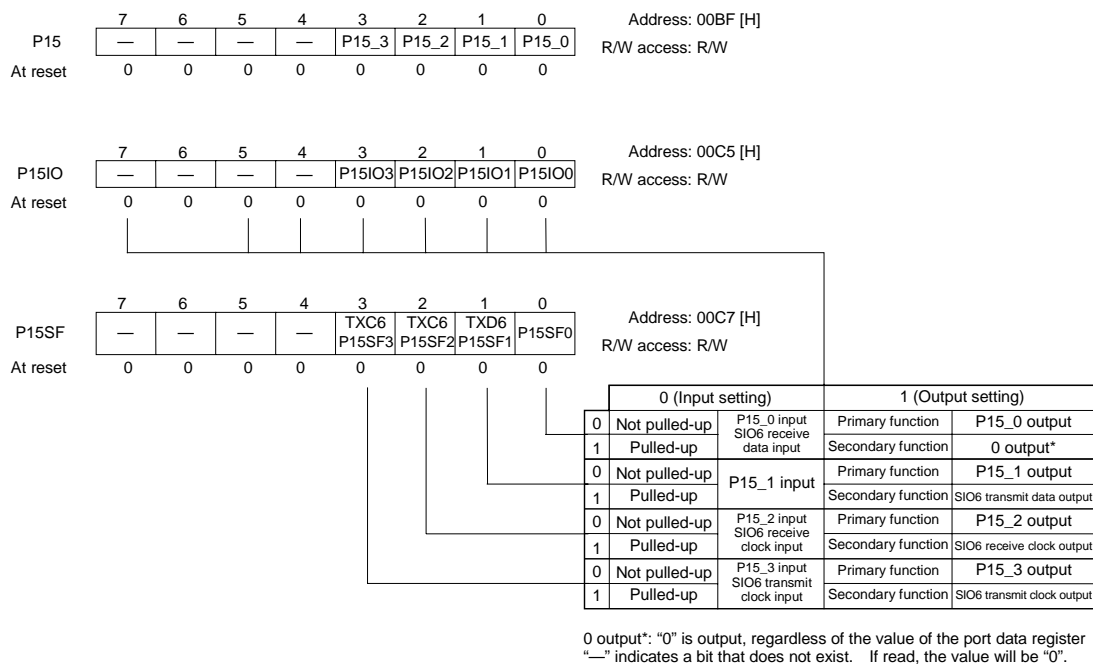 7 6 5 4 3 2 1 0 Address: 00BF [H]
P15 — — — — P15_3 P15_2 P15_1 P15_0 R/W access: R/W
At reset 0 0 0 0 0 0 0 0
7 6 5 4 3 2 1 0 Address: 00C5 [H]
P15IO — — — — P15IO3 P15IO2 P15IO1 P15IO0 R/W access: R/W
At reset 0 0 0 0 0 0 0 0
7 6 5 4 3 2 1 0 Address: 00C7 [H]
P15SF — — — — TXC6 P15SF3 TXC6 P15SF2 TXD6 P15SF1 P15SF0 R/W access: R/W
At reset 0 0 0 0 0 0 0 0
0 (Input setting) 1 (Output setting)
0 Not pulled-up P15_0 input SIO6 receive data input Primary function P15_0 output
1 Pulled-up Secondary function 0 output*
0 Not pulled-up P15_1 input Primary function P15_1 output
1 Pulled-up Secondary function SIO6 transmit data output
0 Not pulled-up P15_2 input SIO6 receive clock input Primary function P15_2 output
1 Pulled-up Secondary function SIO6 receive clock output
0 Not pulled-up P15_3 input SIO6 transmit clock input Primary function P15_3 output
1 Pulled-up Secondary function SIO6 transmit clock output
0 output*: “0” is output, regardless of the value of the port data register
“—” indicates a bit that does not exist. If read, the value will be “0”.